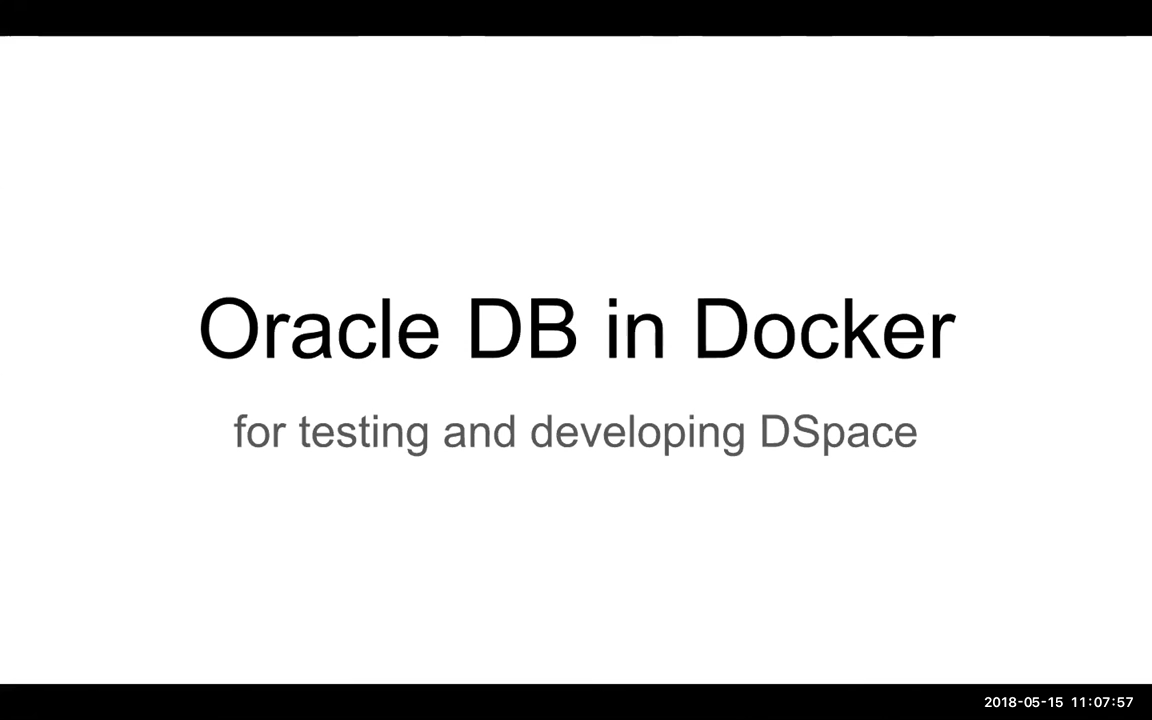 Oracle DB in Docker
for testing and developing DSpace
2018-05-15 11:07:57